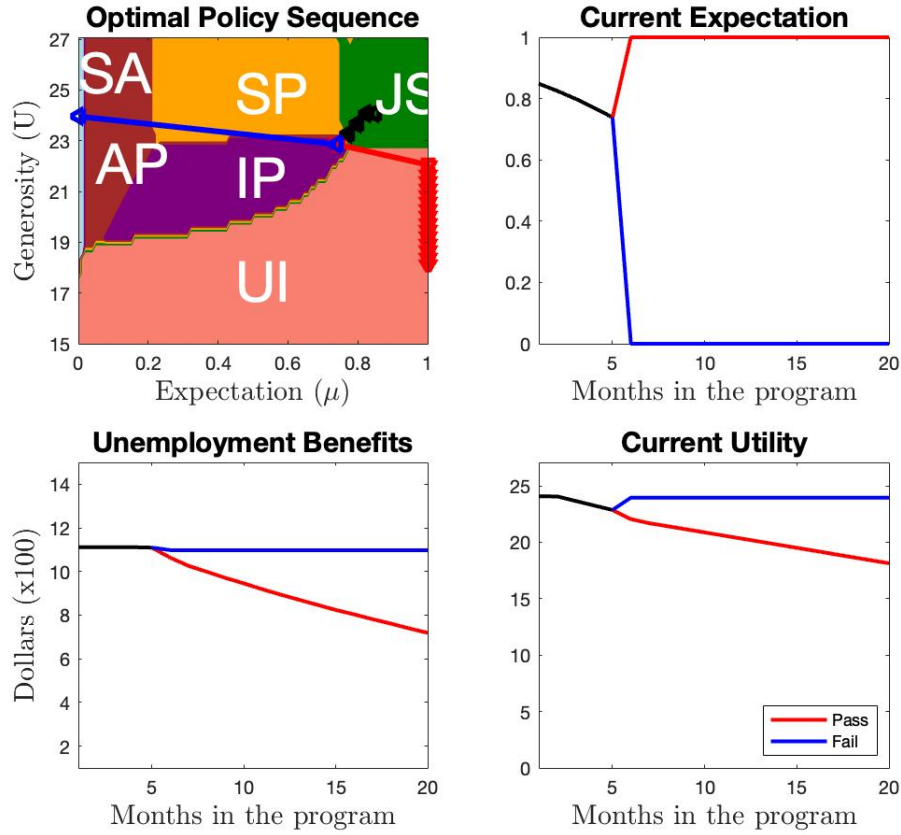 Optimal Policy Sequence
27
25
23
21
19
17
15
Generosity (U)
SA
SP
JS
AP
IP
UI
0
0.2
0.4
0.6
0.8
1
Expectation (μ)
Current Expectation
1
0.8
0.6
0.4
0.2
0
5
10
15
20
Months in the program
Unemployment Benefits
14
12
10
8
6
4
2
Dollars (x100)
5
10
15
20
Months in the program
Current Utility
25
20
15
10
5
0
Pass
Fail
5
10
15
20
Months in the program